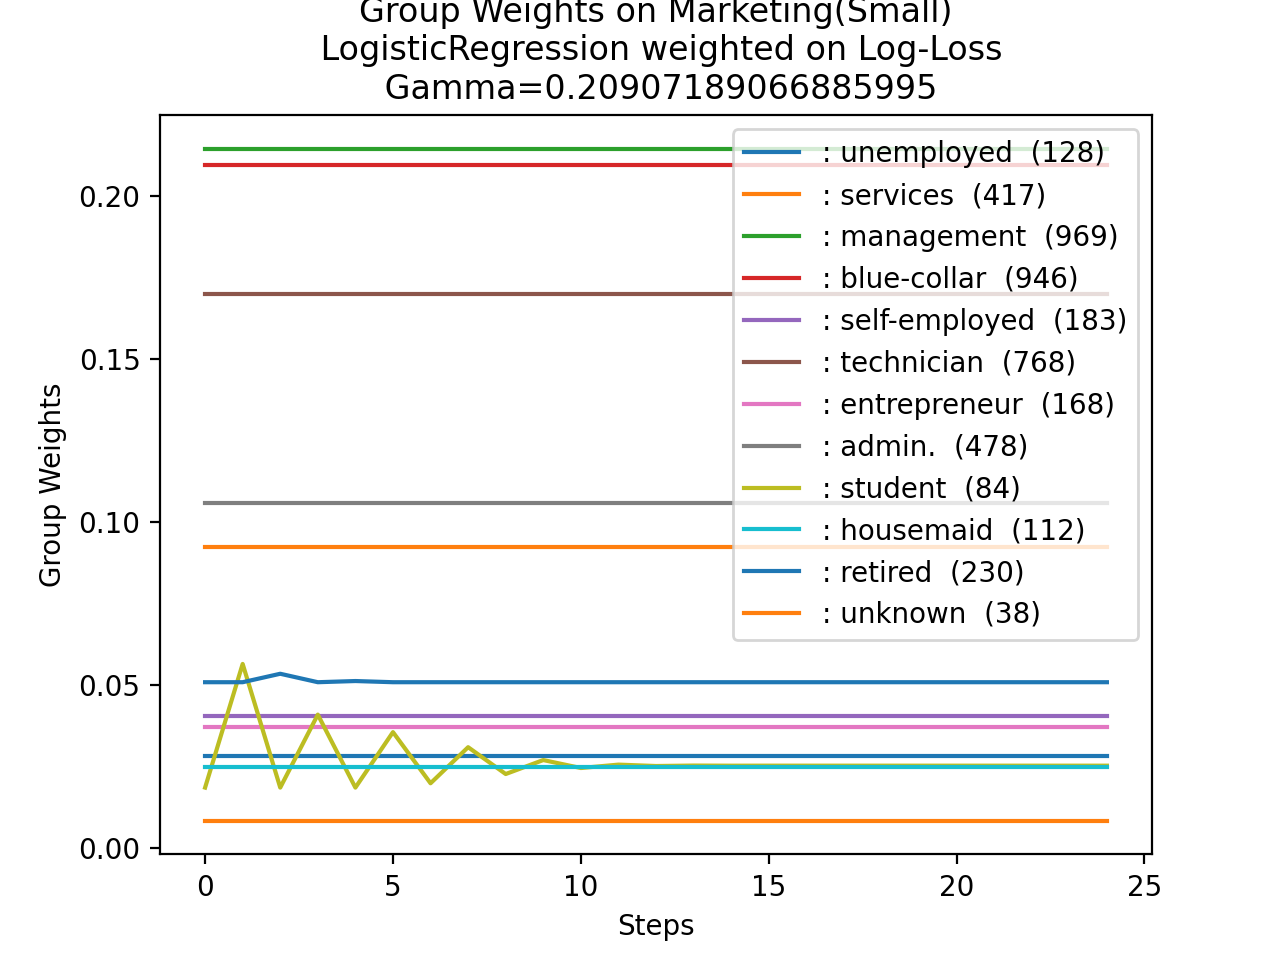 Group Weights on Marketing(Small)
LogisticRegression weighted on Log-Loss
Gamma=0.20907189066885995
: unemployed (128)
: services (417)
: management (969)
: blue-collar (946)
: self-employed (183)
: technician (768)
: entrepreneur (168)
: admin. (478)
: student (84)
: housemaid (112)
: retired (230)
: unknown (38)
Group Weights
0.20
0.15
0.10
0.05
0.00
0 5 10 15 20 25
Steps